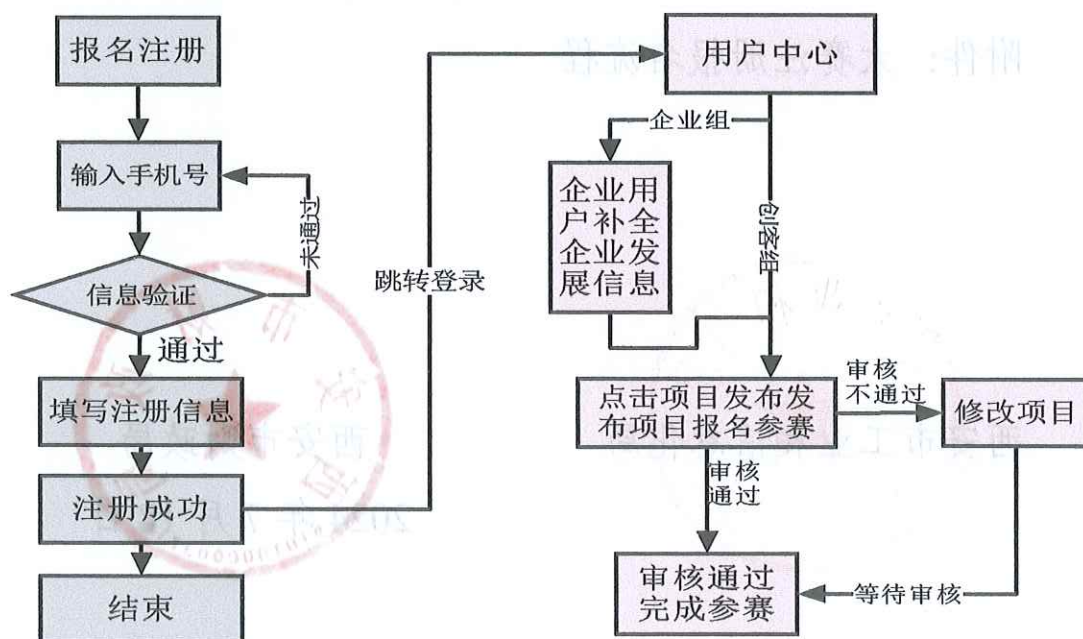 报名注册
输入手机号
未通过
信息验证
通过
填写注册信息
注册成功
结束
跳转登录
用户中心
企业组
企业用
户补全
企业发
展信息
创客组
点击项目发布发
布项目报名参赛
审核
不通过
修改项目
审核
通过
审核通过
完成参赛
等待审核